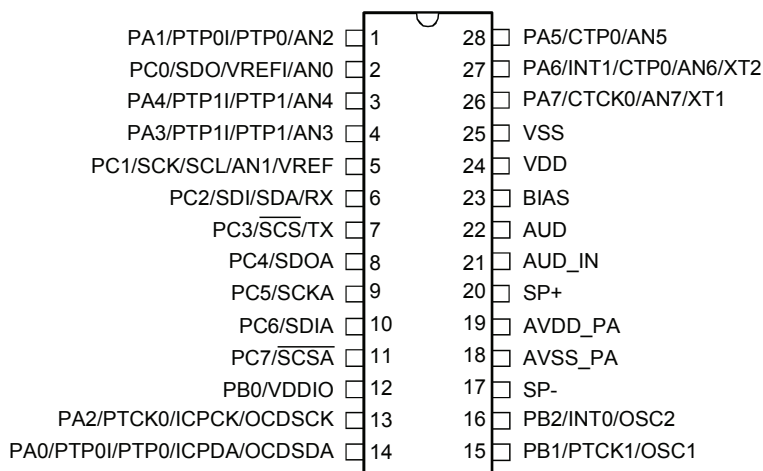 PA1/PTP0I/PTP0/AN2 1 28 PA5/CTP0/AN5
PC0/SDO/VREFI/AN0 2 27 PA6/INT1/CTP0/AN6/XT2
PA4/PTP1I/PTP1/AN4 3 26 PA7/CTCK0/AN7/XT1
PA3/PTP1I/PTP1/AN3 4 25 VSS
PC1/SCK/SCL/AN1/VREF 5 24 VDD
PC2/SDI/SDA/RX 6 23 BIAS
PC3/SCS/TX 7 22 AUD
PC4/SDOA 8 21 AUD_IN
PC5/SCKA 9 20 SP+
PC6/SDIA 10 19 AVDD_PA
PC7/SCSA 11 18 AVSS_PA
PB0/VDDIO 12 17 SP-
PA2/PTCK0/ICPCK/OCDSCK 13 16 PB2/INT0/OSC2
PA0/PTP0I/PTP0/ICPDA/OCDSDA 14 15 PB1/PTCK1/OSC1